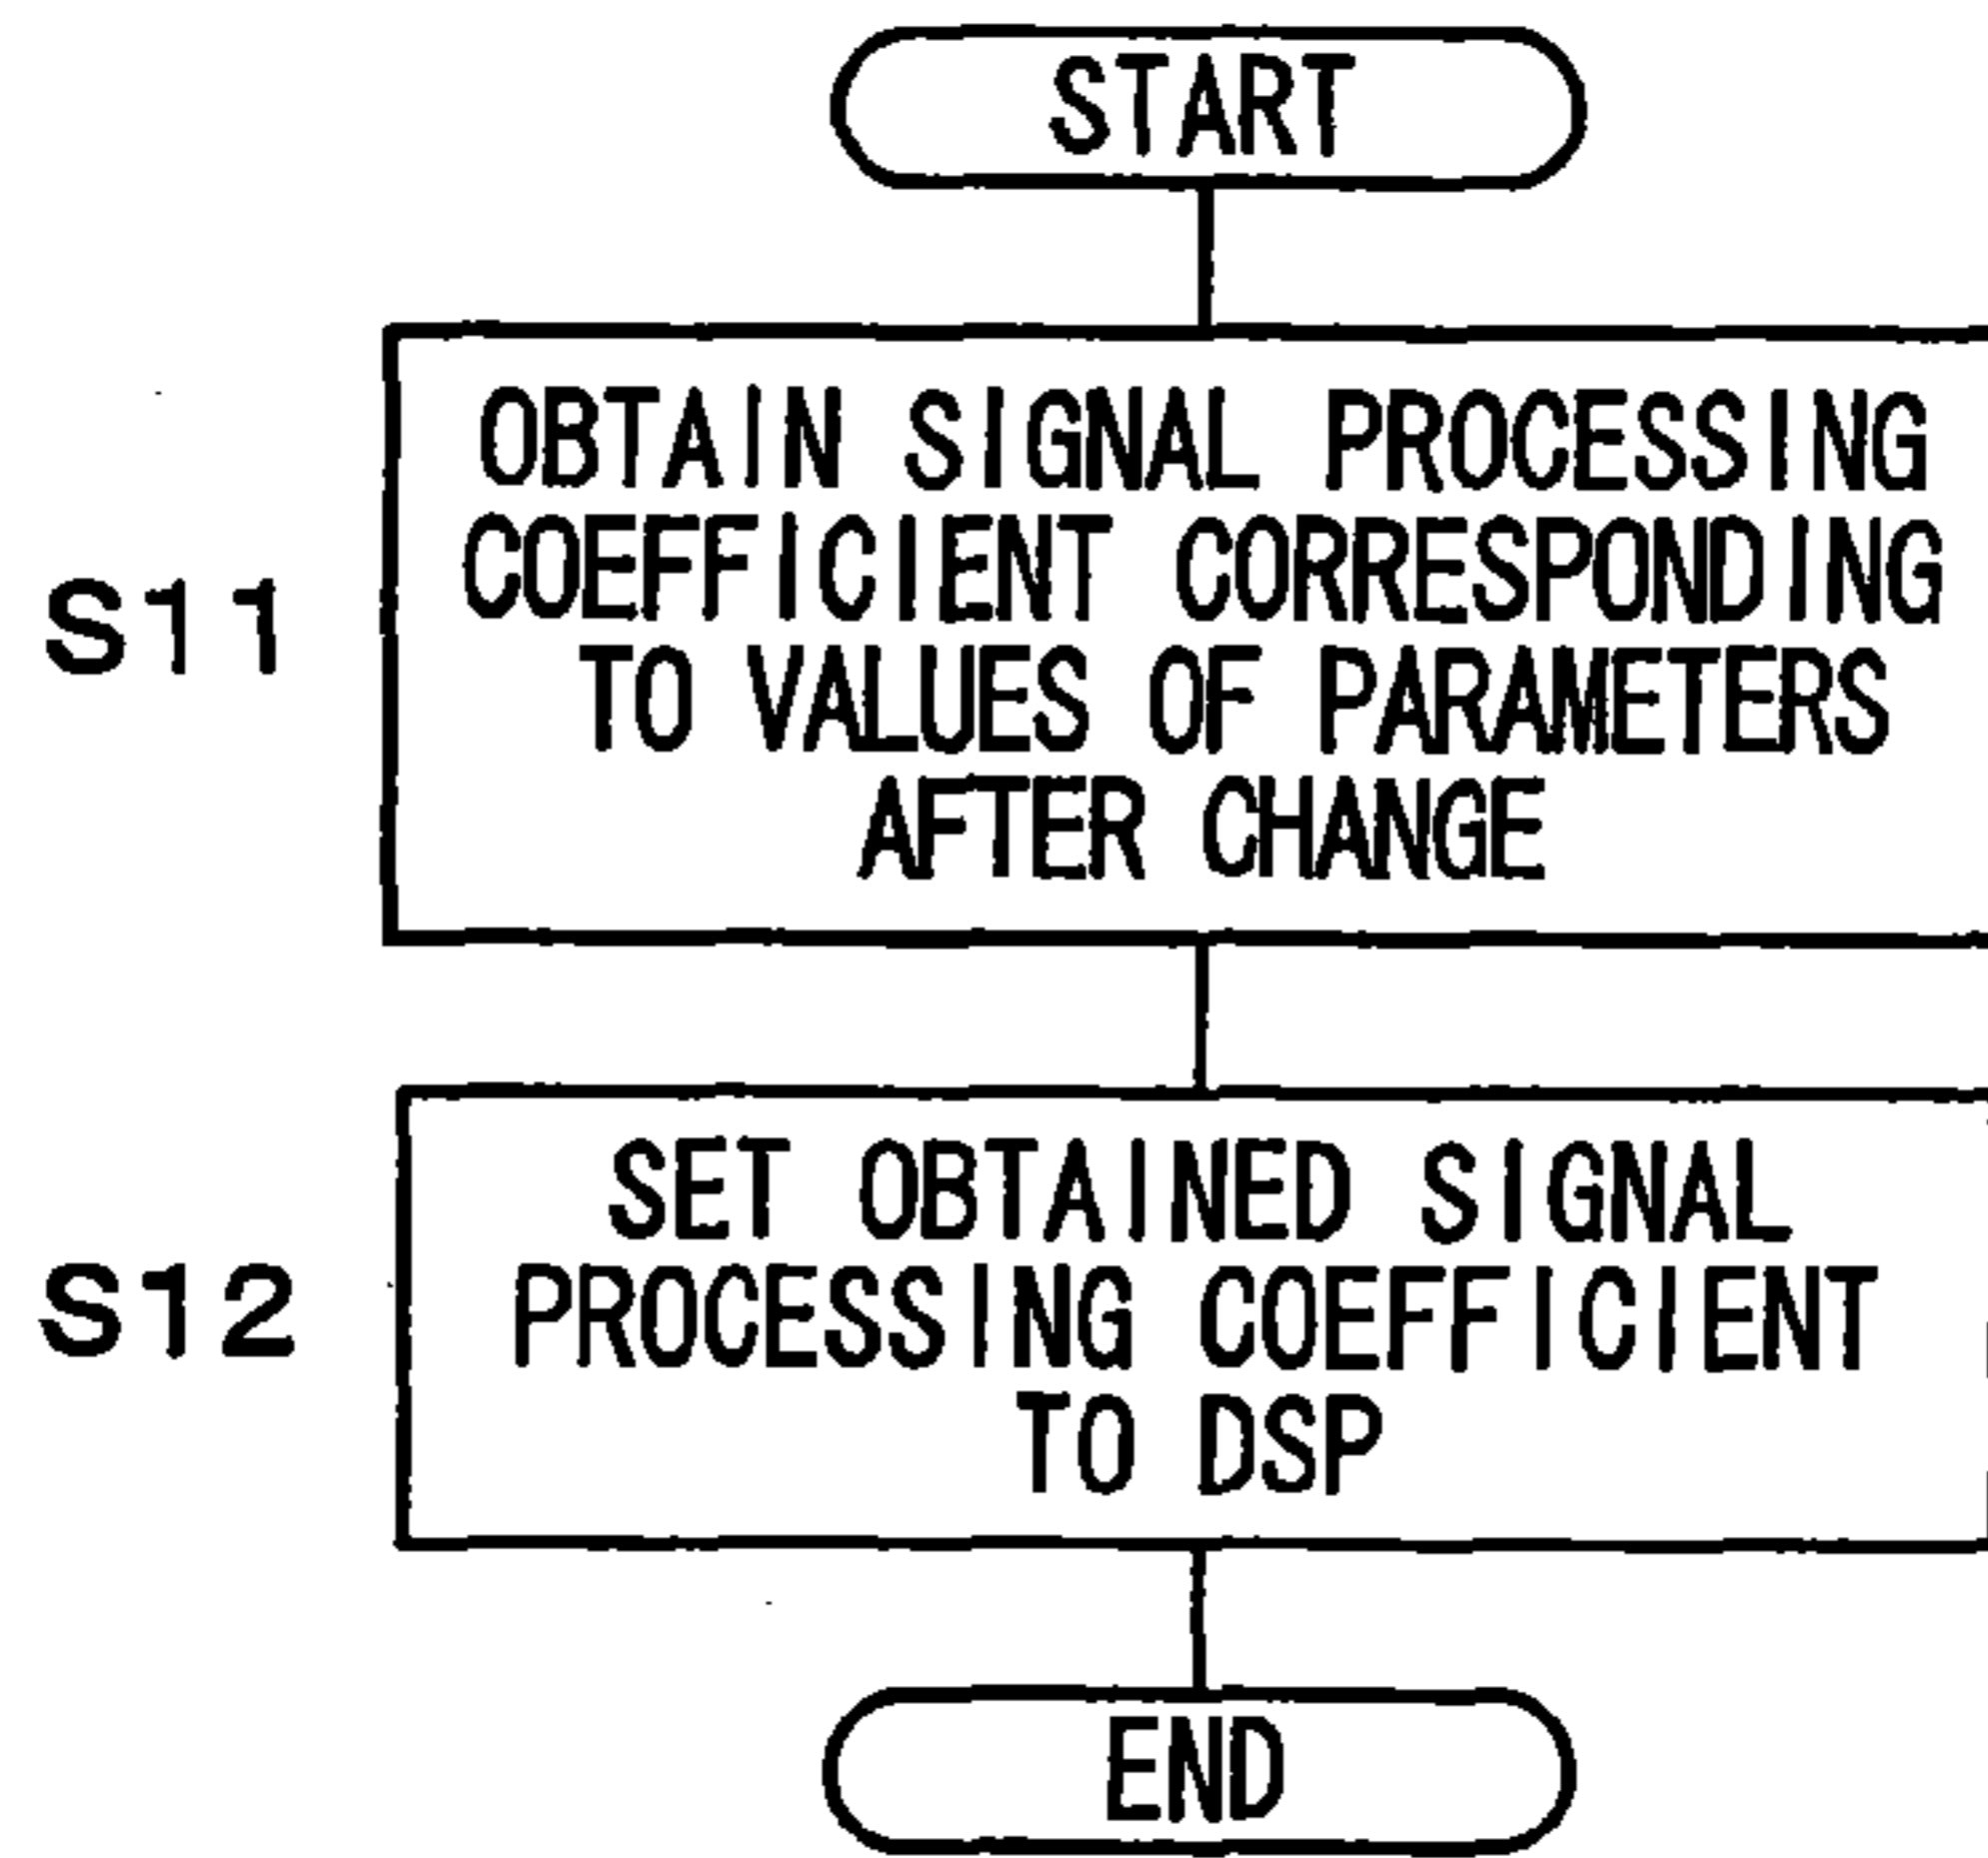 START
OBTAIN SIGNAL PROCESSING
COEFFICIENT CORRESPONDING
S11
TO VALUES OF PARAMETERS
AFTER CHANGE
SET OBTAINED SIGNAL
S12
PROCESSING COEFFICIENT
TO DSP
END